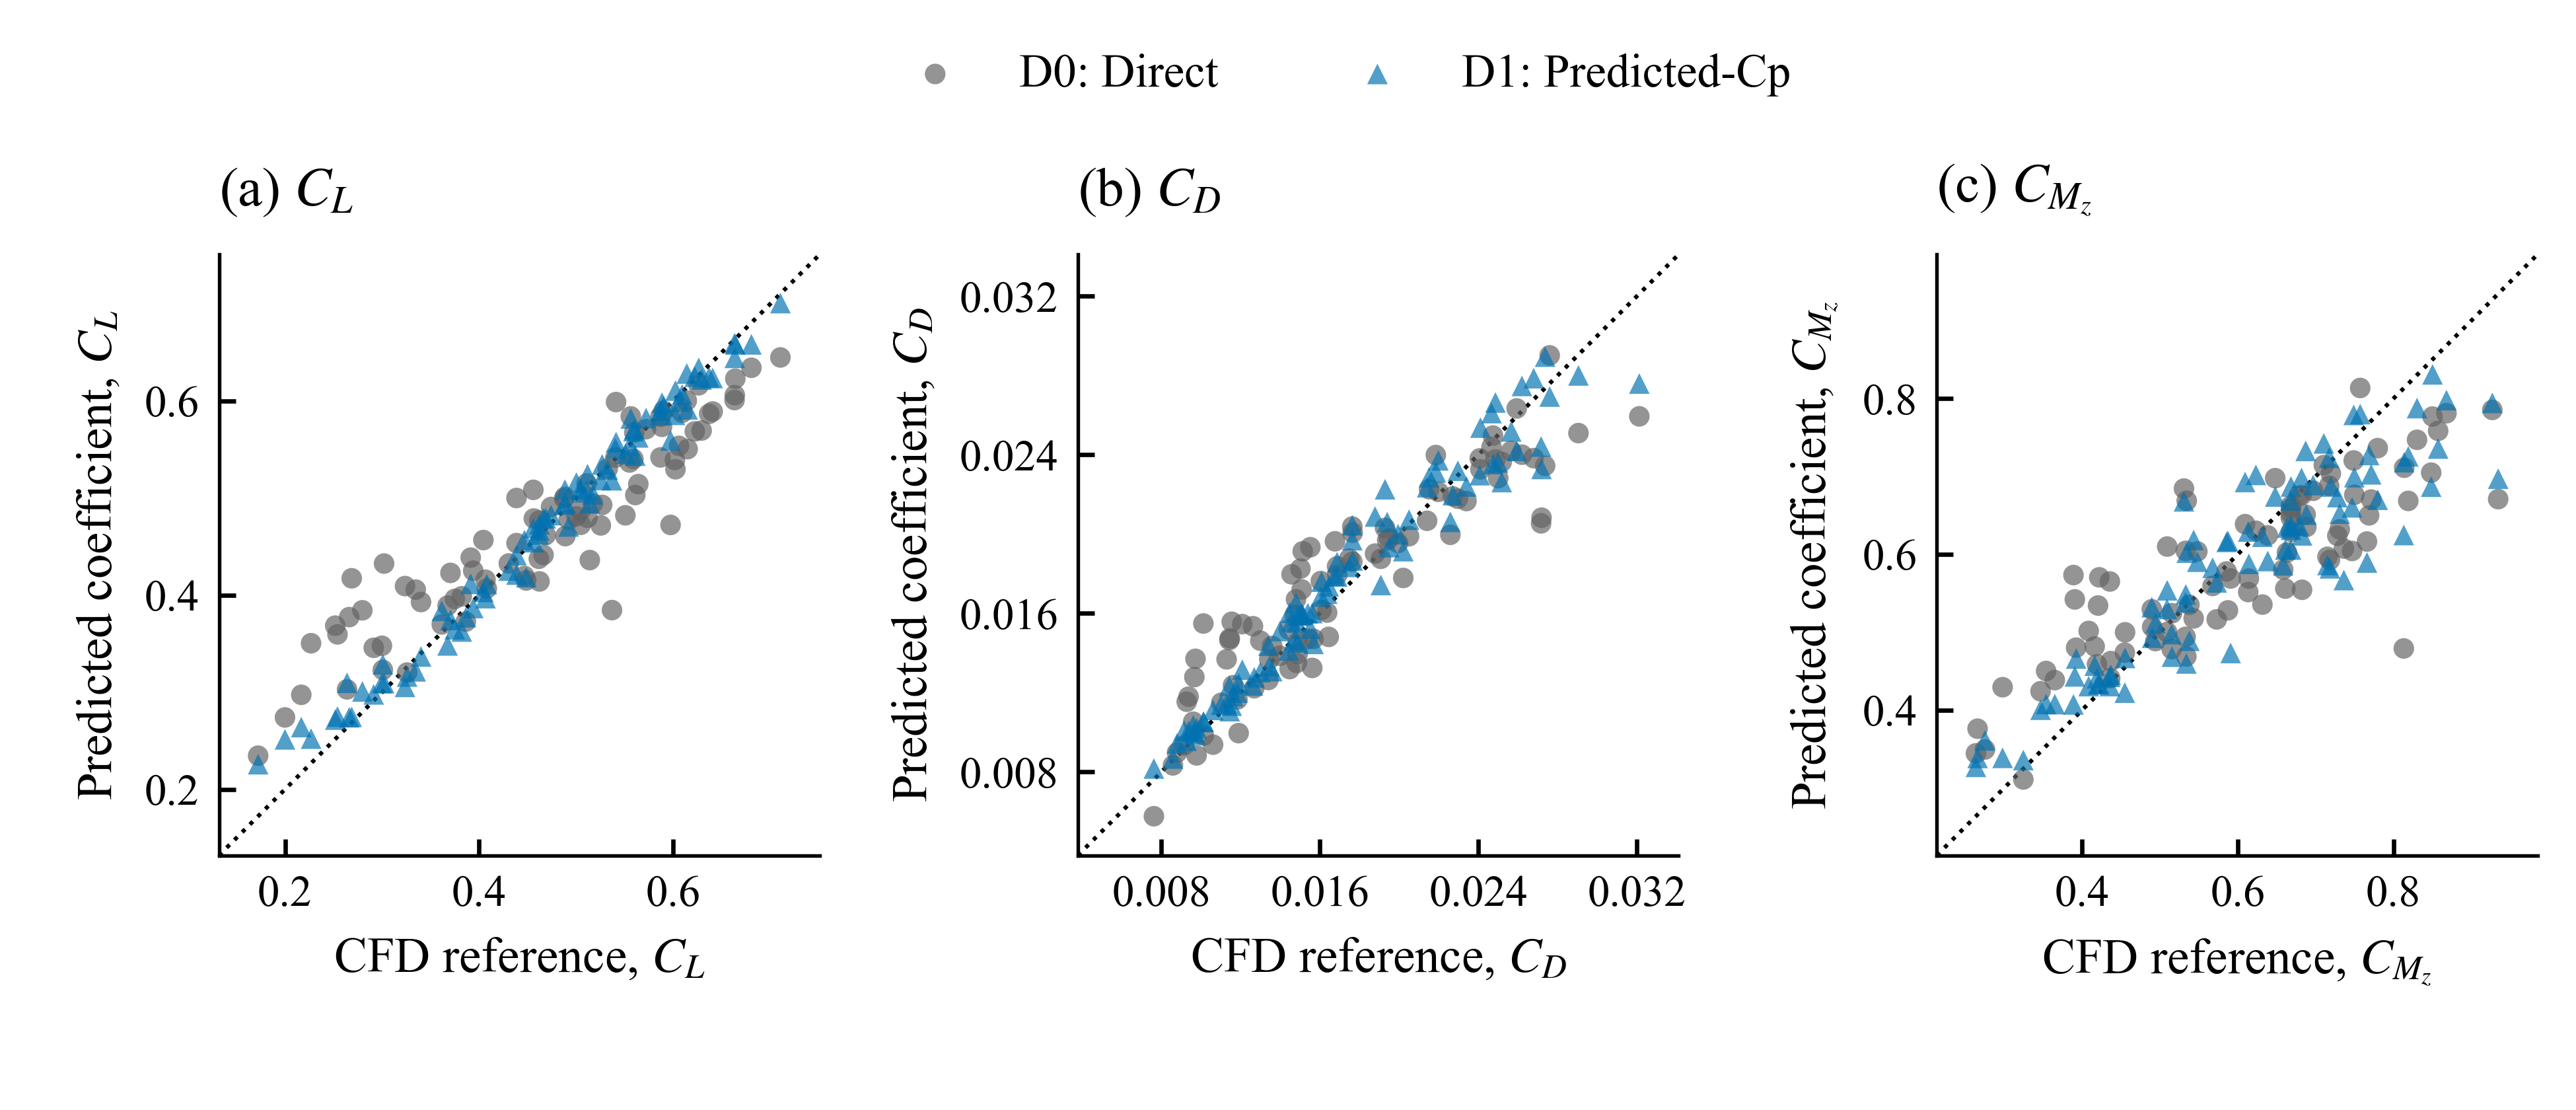 D0: Direct D1: Predicted-Cp
(a) C_L
Predicted coefficient, C_L
0.6
0.4
0.2
0.2 0.4 0.6
CFD reference, C_L
(b) C_D
Predicted coefficient, C_D
0.032
0.024
0.016
0.008
0.008 0.016 0.024 0.032
CFD reference, C_D
(c) C_{M_z}
Predicted coefficient, C_{M_z}
0.8
0.6
0.4
0.4 0.6 0.8
CFD reference, C_{M_z}